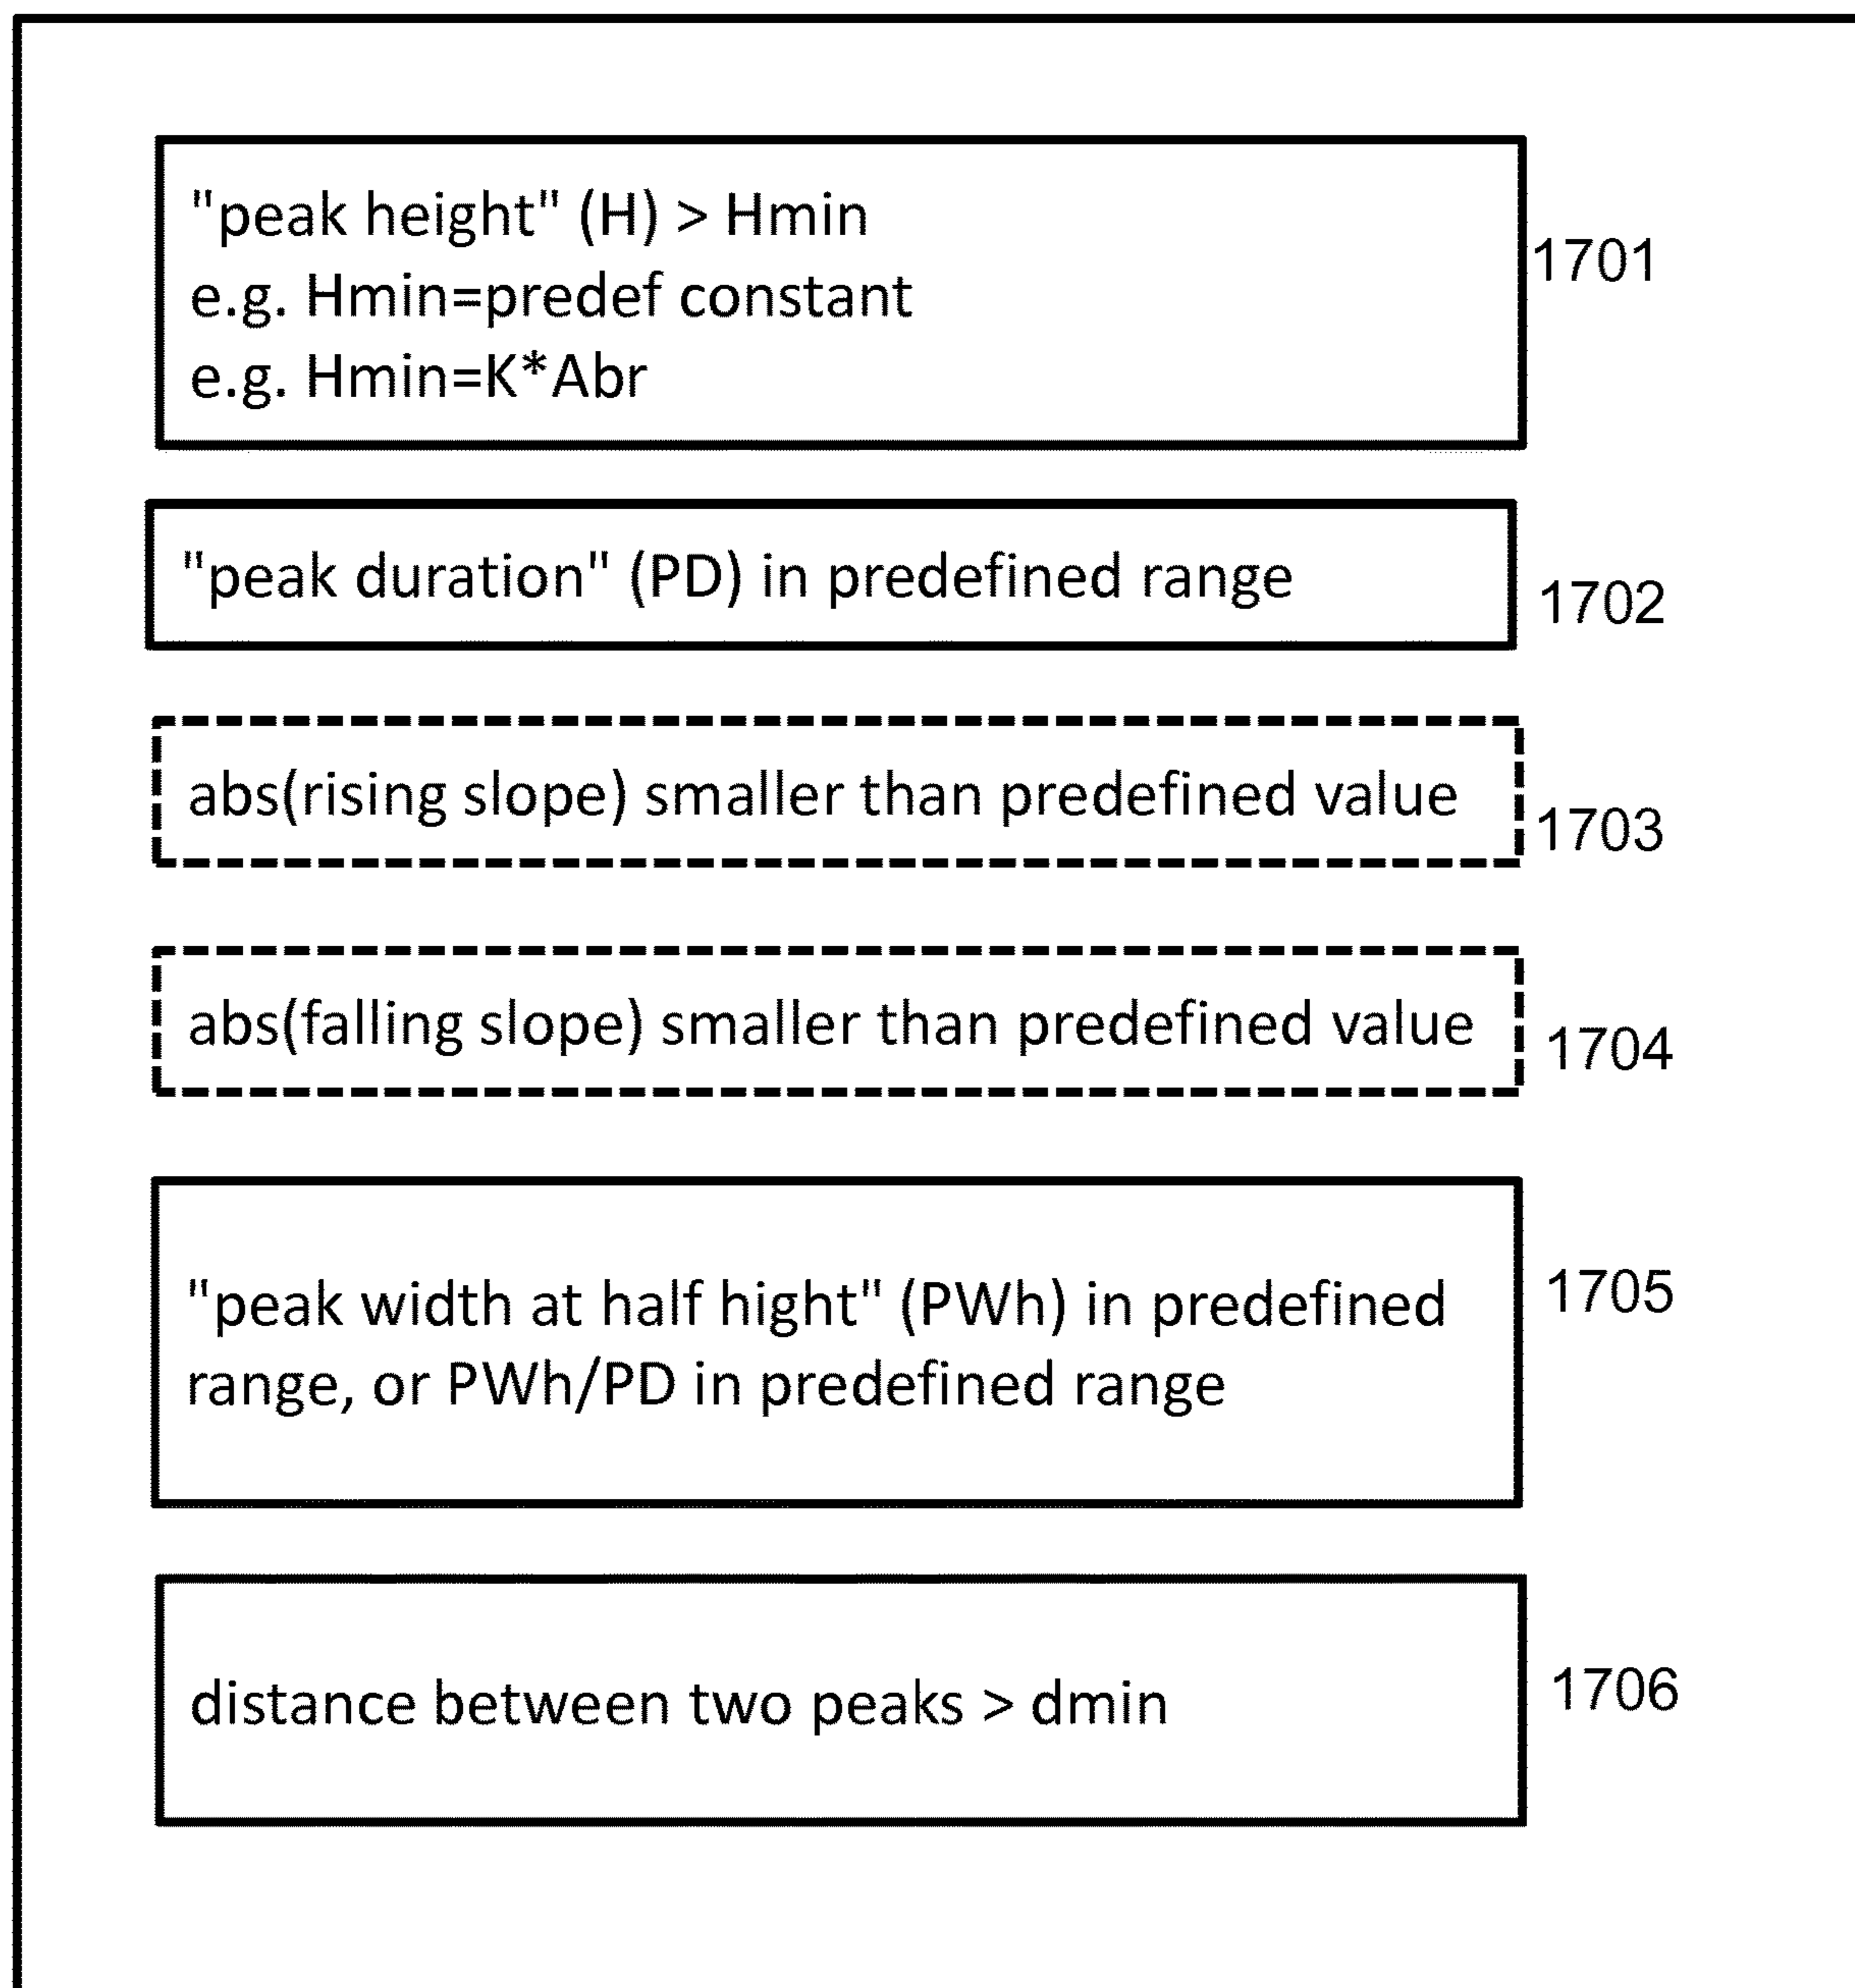 "peak height" (H) > Hmin
e.g. Hmin=predef constant
e.g. Hmin=K*Abr
1701
"peak duration" (PD) in predefined range
1702
abs(rising slope) smaller than predefined value
1703
abs(falling slope) smaller than predefined value
1704
"peak width at half hight" (PWh) in predefined
range, or PWh/PD in predefined range
1705
distance between two peaks > dmin
1706